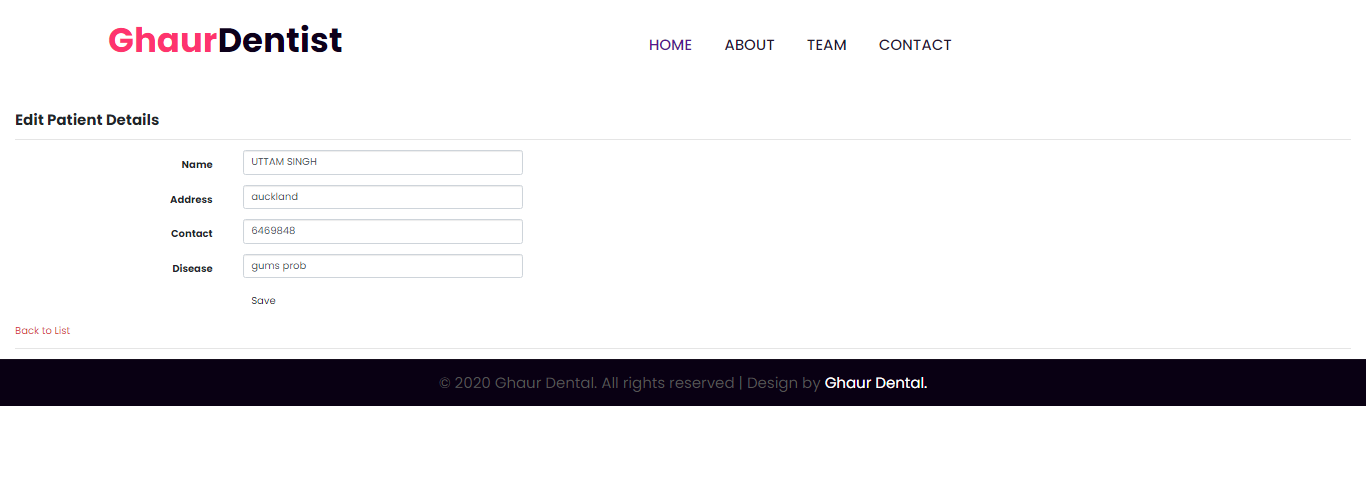 GhaurDentist HOME ABOUT TEAM CONTACT
Edit Patient Details
Name UTTAM SINGH
Address auckland
Contact 6469848
Disease gums prob
Save
Back to List
© 2020 Ghaur Dental. All rights reserved | Design by Ghaur Dental.